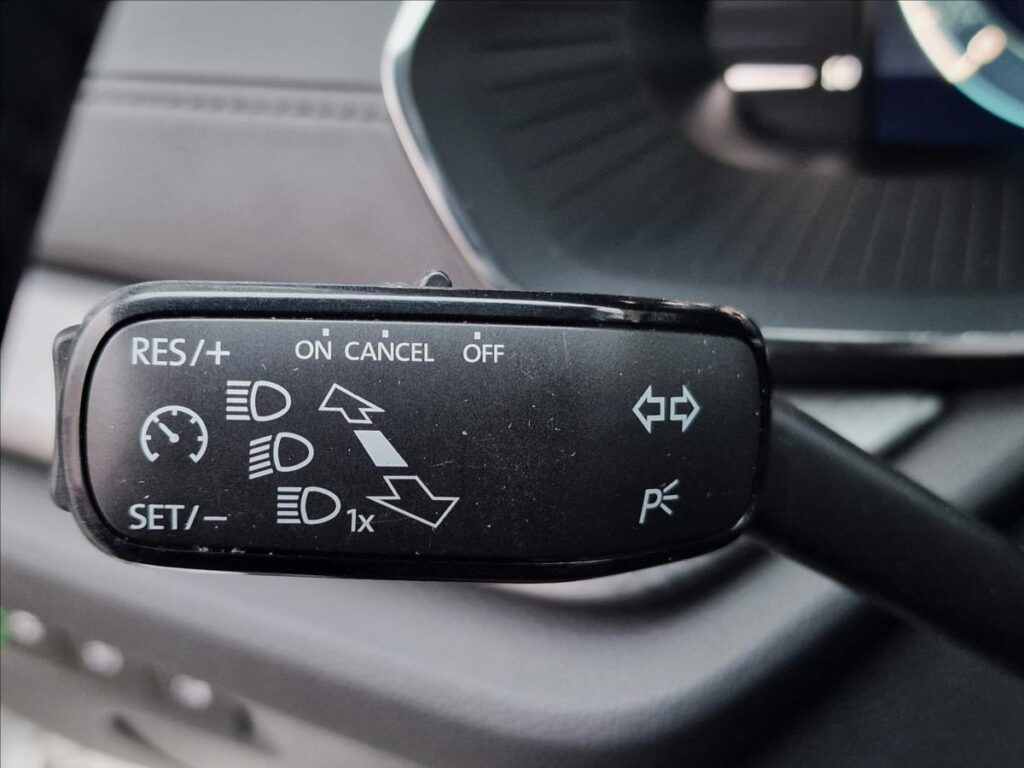 RES/+ ON CANCEL OFF
1x
SET/−
P